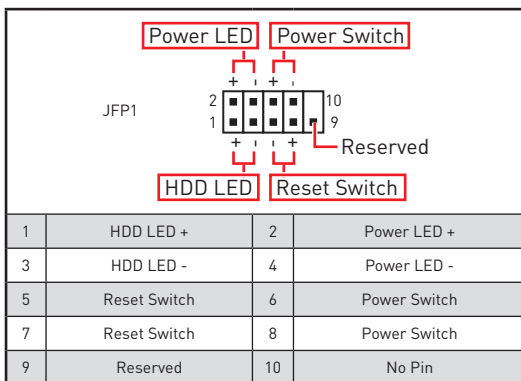 Power LED Power Switch
+ - + -
JFP1
2 10
1 9
+ - - +
Reserved
HDD LED Reset Switch
1 HDD LED + 2 Power LED +
3 HDD LED - 4 Power LED -
5 Reset Switch 6 Power Switch
7 Reset Switch 8 Power Switch
9 Reserved 10 No Pin